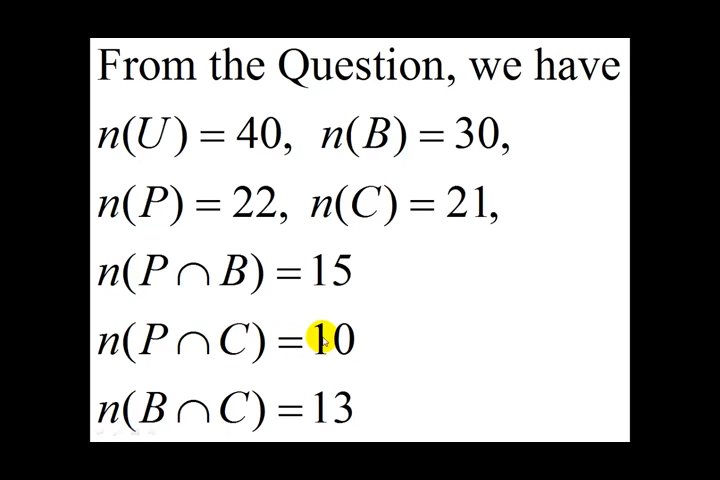 From the Question, we have
n(U) = 40, n(B) = 30,
n(P) = 22, n(C) = 21,
n(P ∩ B) = 15
n(P ∩ C) = 10
n(B ∩ C) = 13